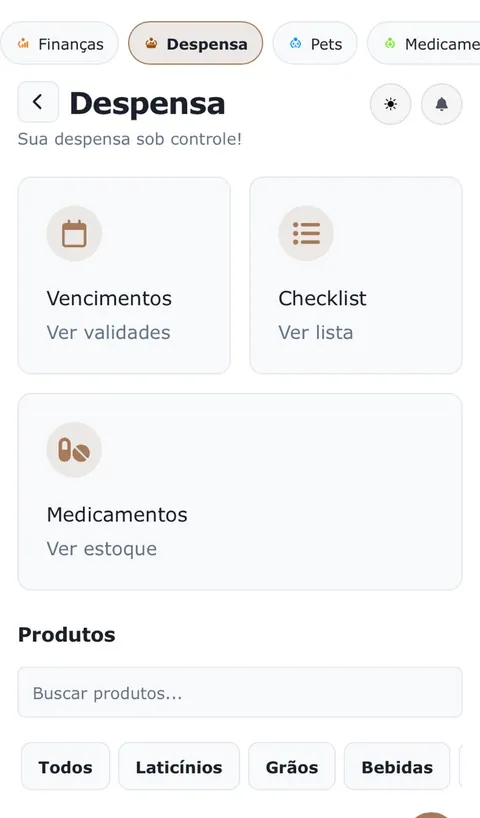 Finanças
Despensa
Pets
Medicame
Despensa
Sua despensa sob controle!
Vencimentos
Ver validades
Checklist
Ver lista
Medicamentos
Ver estoque
Produtos
Buscar produtos...
Todos
Laticínios
Grãos
Bebidas